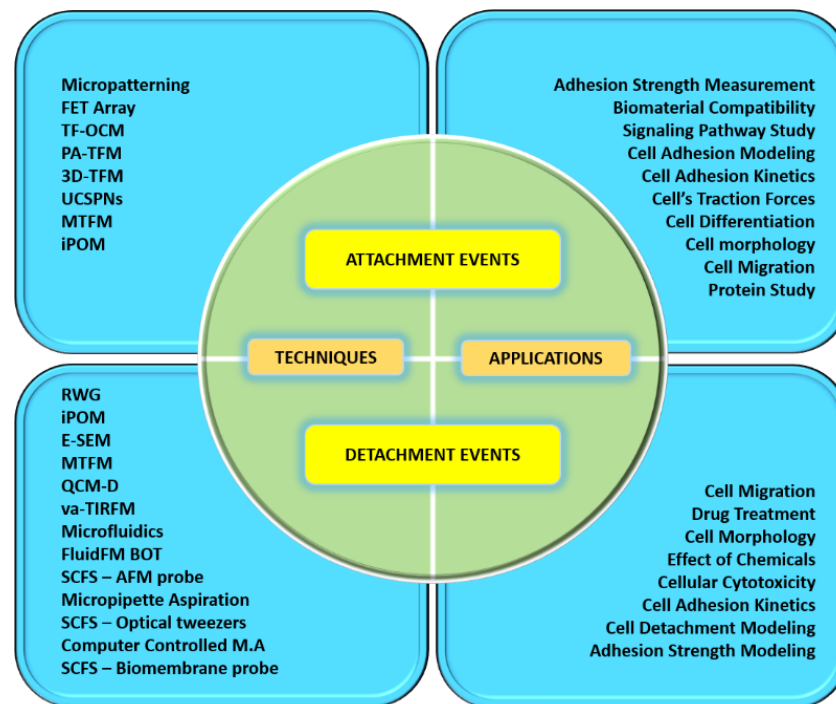 Micropatterning
FET Array
TF-OCM
PA-TFM
3D-TFM
UCSPNs
MTFM
iPOM
Adhesion Strength Measurement
Biomaterial Compatibility
Signaling Pathway Study
Cell Adhesion Modeling
Cell Adhesion Kinetics
Cell's Traction Forces
Cell Differentiation
Cell morphology
Cell Migration
Protein Study
ATTACHMENT EVENTS
TECHNIQUES
APPLICATIONS
DETACHMENT EVENTS
RWG
iPOM
E-SEM
MTFM
QCM-D
va-TIRFM
Microfluidics
FluidFM BOT
SCFS – AFM probe
Micropipette Aspiration
SCFS – Optical tweezers
Computer Controlled M.A
SCFS – Biomembrane probe
Cell Migration
Drug Treatment
Cell Morphology
Effect of Chemicals
Cellular Cytotoxicity
Cell Adhesion Kinetics
Cell Detachment Modeling
Adhesion Strength Modeling